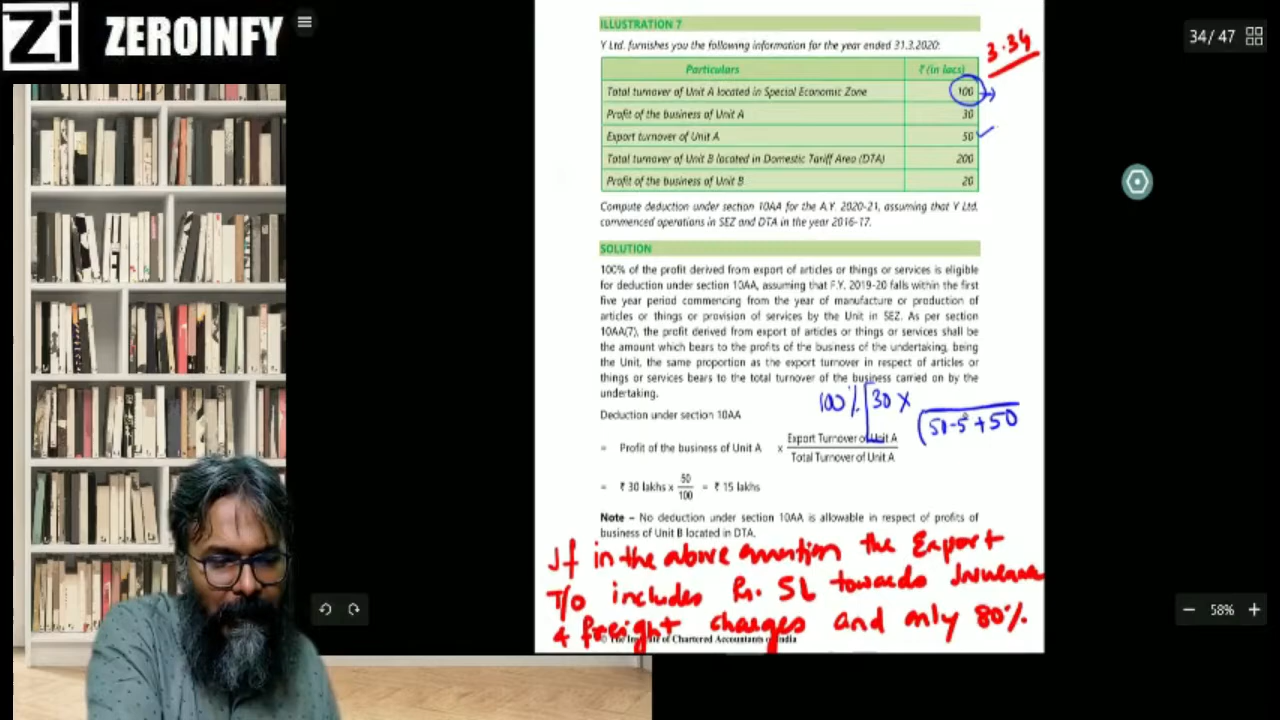 Zi ZEROINFY
34/ 47
ILLUSTRATION 7
Y Ltd. furnishes you the following information for the year ended 31.3.2020:
3.34
Particulars ₹ (in lacs)
Total turnover of Unit A located in Special Economic Zone 100
Profit of the business of Unit A 30
Export turnover of Unit A 50
Total turnover of Unit B located in Domestic Tariff Area (DTA) 200
Profit of the business of Unit B 20
Compute deduction under section 10AA for the A.Y. 2020-21, assuming that Y Ltd.
commenced operations in SEZ and DTA in the year 2016-17.
SOLUTION
100% of the profit derived from export of articles or things or services is eligible
for deduction under section 10AA, assuming that F.Y. 2019-20 falls within the first
five year period commencing from the year of manufacture or production of
articles or things or provision of services by the Unit in SEZ. As per section
10AA(7), the profit derived from export of articles or things or services shall be
the amount which bears to the profits of the business of the undertaking, being
the Unit, the same proportion as the export turnover in respect of articles or
things or services bears to the total turnover of the business carried on by the
undertaking.
100% [30 x
(50-5+50
Deduction under section 10AA
= Profit of the business of Unit A x Export Turnover of Unit A
Total Turnover of Unit A
= ₹ 30 lakhs x 50/100 = ₹ 15 lakhs
Note – No deduction under section 10AA is allowable in respect of profits of
business of Unit B located in DTA.
If in the above question the Export
T/O includes Rs. 5L towards Insurance
& freight charges and only 80%.
© The Institute of Chartered Accountants of India
58%